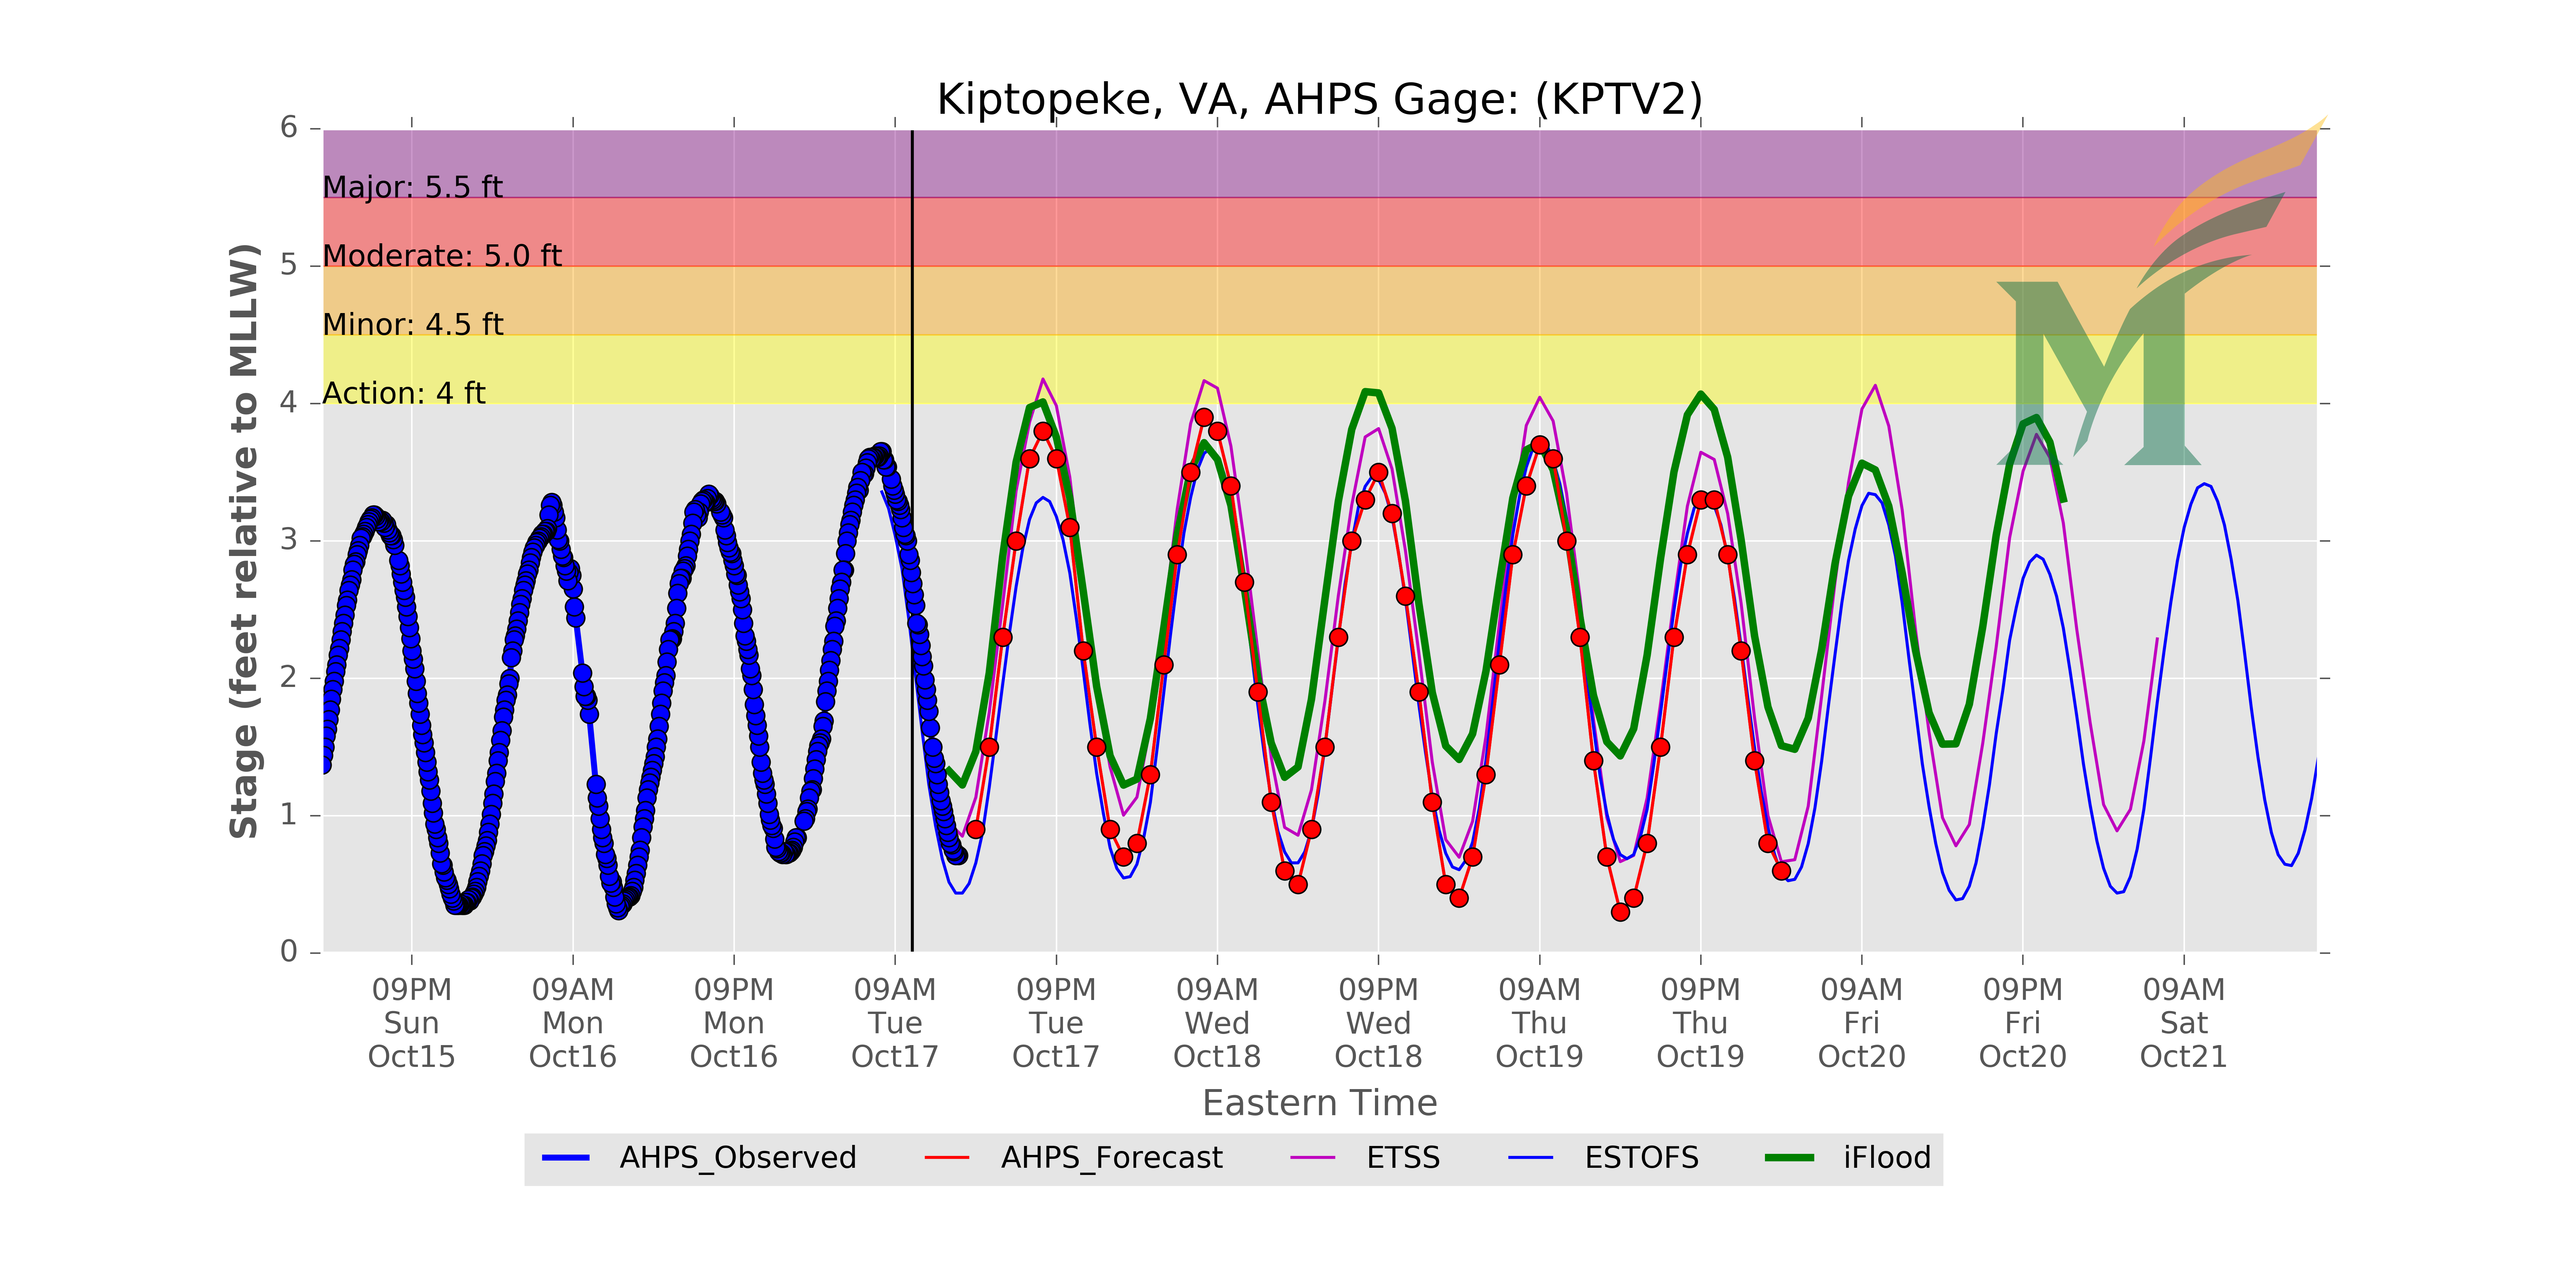 Kiptopeke, VA, AHPS Gage: (KPTV2)
Stage (feet relative to MLLW)
6
5
4
3
2
1
0
Major: 5.5 ft
Moderate: 5.0 ft
Minor: 4.5 ft
Action: 4 ft
M
09PM 09AM 09PM 09AM 09PM 09AM 09PM 09AM 09PM 09AM 09PM 09AM
Sun Mon Mon Tue Tue Wed Wed Thu Thu Fri Fri Sat
Oct15 Oct16 Oct16 Oct17 Oct17 Oct18 Oct18 Oct19 Oct19 Oct20 Oct20 Oct21
Eastern Time
AHPS_Observed AHPS_Forecast ETSS ESTOFS iFlood